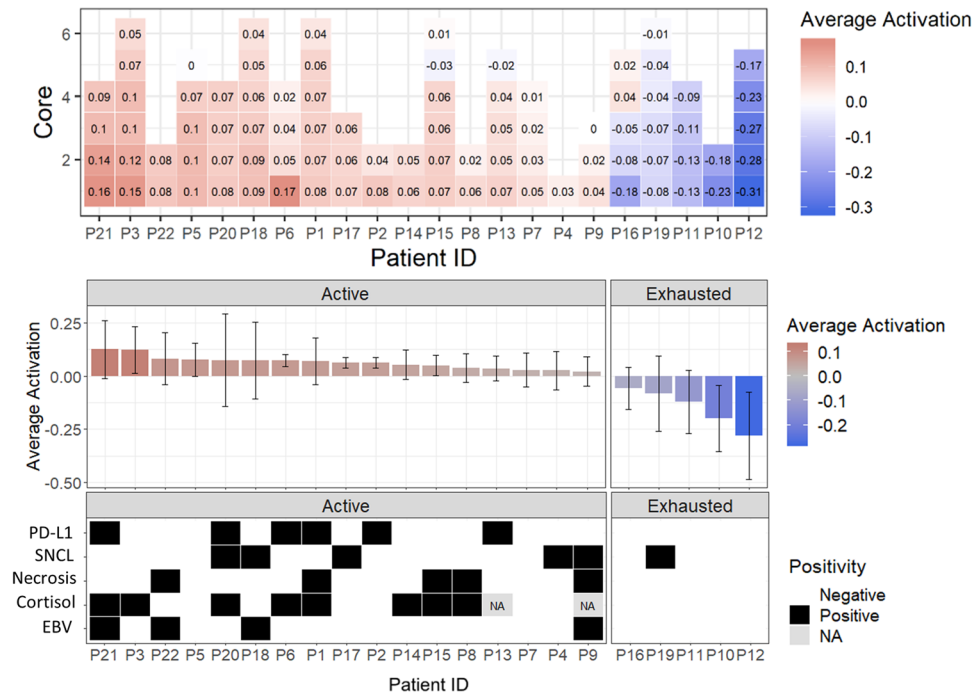 Average Activation
0.1
0.0
-0.1
-0.2
-0.3
Core
6 0.05 0.04 0.04 0.01 -0.01
0.07 0 0.05 0.06 -0.03 -0.02 0.02 -0.04 -0.17
4 0.09 0.1 0.07 0.07 0.06 0.02 0.07 0.06 0.04 0.01 0.04 -0.04 -0.09 -0.23
0.1 0.1 0.1 0.07 0.07 0.04 0.07 0.06 0.06 0.05 0.02 0 -0.05 -0.07 -0.11 -0.27
2 0.14 0.12 0.08 0.1 0.07 0.09 0.05 0.08 0.06 0.04 0.05 0.07 0.02 0.05 0.03 0.02 -0.08 -0.07 -0.13 -0.18 -0.28
0.16 0.15 0.08 0.1 0.08 0.09 0.17 0.08 0.07 0.08 0.06 0.07 0.06 0.07 0.05 0.03 0.04 -0.18 -0.08 -0.13 -0.23 -0.31
P21 P3 P22 P5 P20 P18 P6 P1 P17 P2 P14 P15 P8 P13 P7 P4 P9 P16 P19 P11 P10 P12
Patient ID
Active Exhausted
Average Activation
0.25
0.00
-0.25
-0.50
Average Activation
0.1
0.0
-0.1
-0.2
Active Exhausted
PD-L1
SNCL
Necrosis
Cortisol NA NA
EBV
P21 P3 P22 P5 P20 P18 P6 P1 P17 P2 P14 P15 P8 P13 P7 P4 P9 P16 P19 P11 P10 P12
Patient ID
Positivity
Negative
Positive
NA